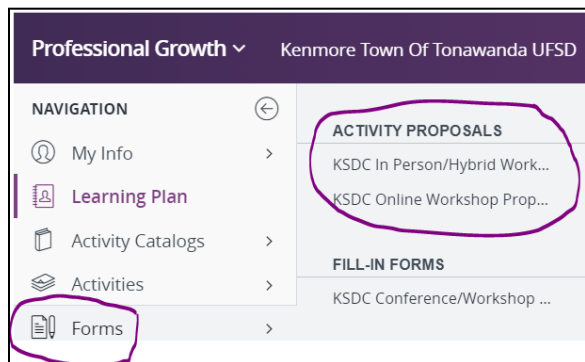 Professional Growth Kenmore Town Of Tonawanda UFSD
NAVIGATION
My Info
Learning Plan
Activity Catalogs
Activities
Forms
ACTIVITY PROPOSALS
KSDC In Person/Hybrid Work...
KSDC Online Workshop Prop...
FILL-IN FORMS
KSDC Conference/Workshop ...